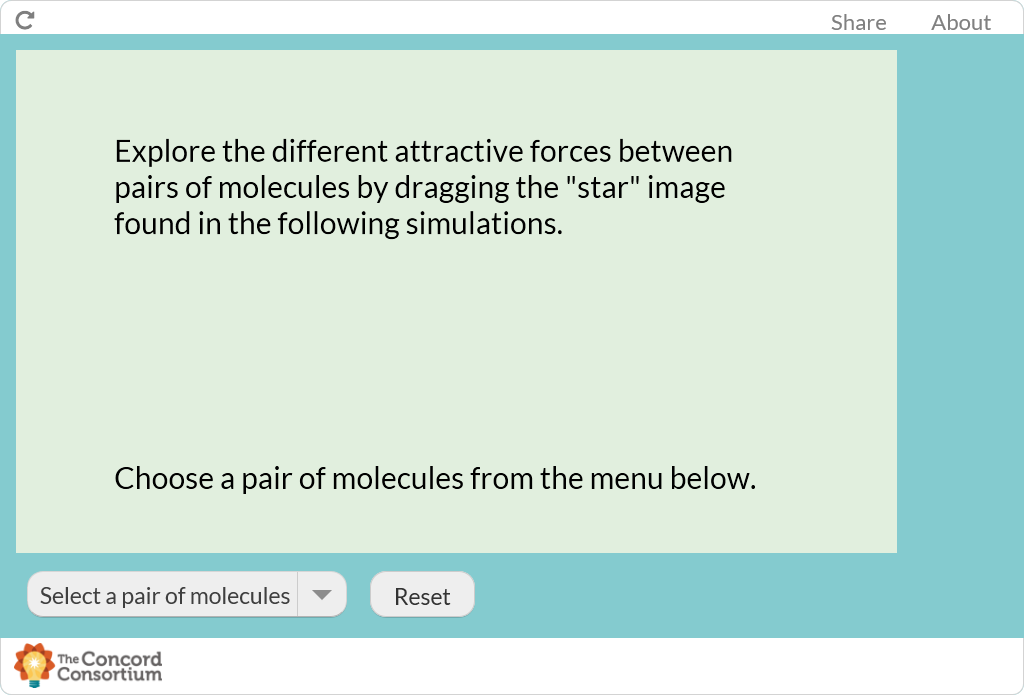 Share About
Explore the different attractive forces between
pairs of molecules by dragging the "star" image
found in the following simulations.
Choose a pair of molecules from the menu below.
Select a pair of molecules Reset
The Concord
Consortium